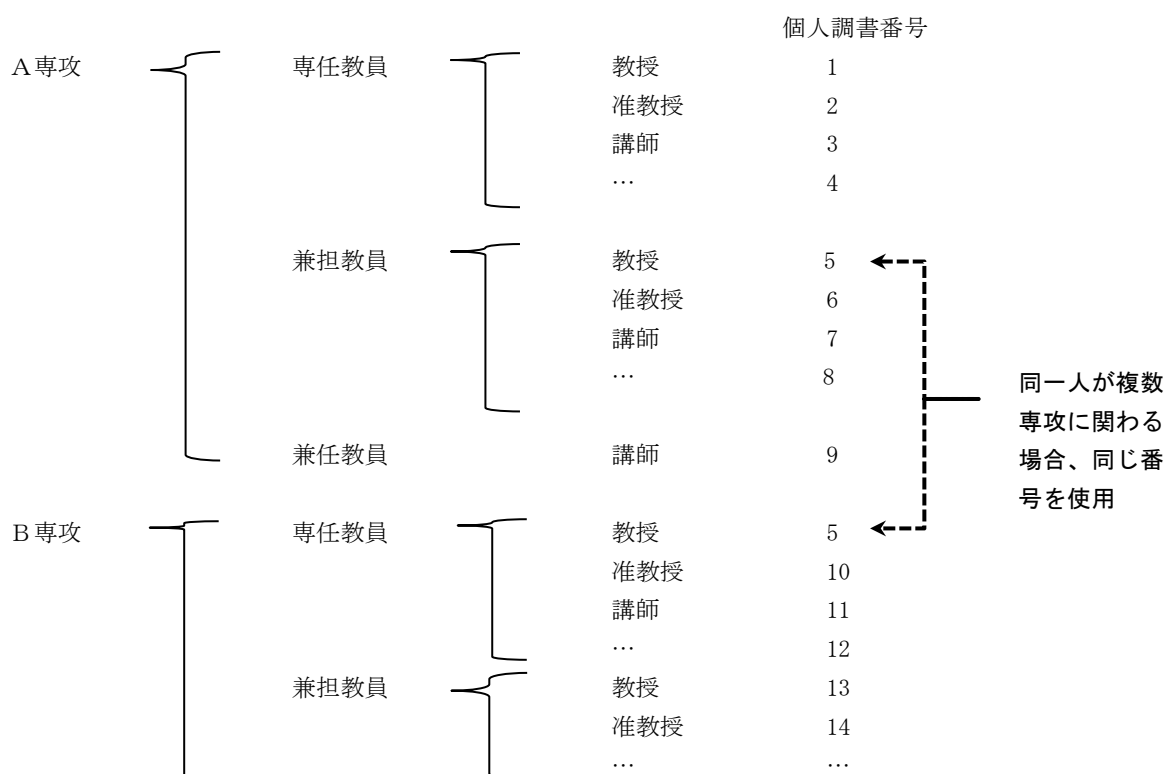 個人調書番号
A専攻 専任教員 教授 1
准教授 2
講師 3
… 4
兼担教員 教授 5
准教授 6
講師 7
… 8
兼任教員 講師 9
同一人が複数
専攻に関わる
場合、同じ番
号を使用
B専攻 専任教員 教授 5
准教授 10
講師 11
… 12
兼担教員 教授 13
准教授 14
… …